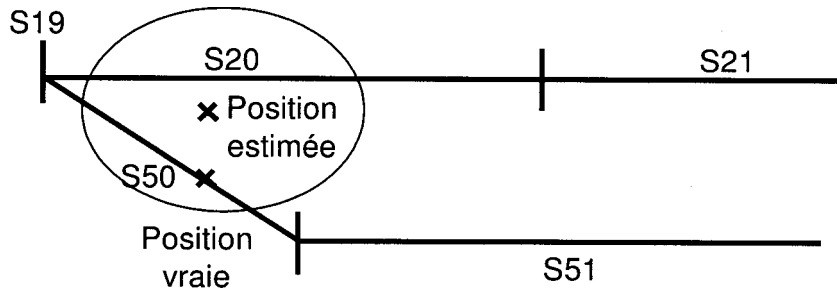 S19
S20
S21
Position
estimée
S50
Position
vraie
S51